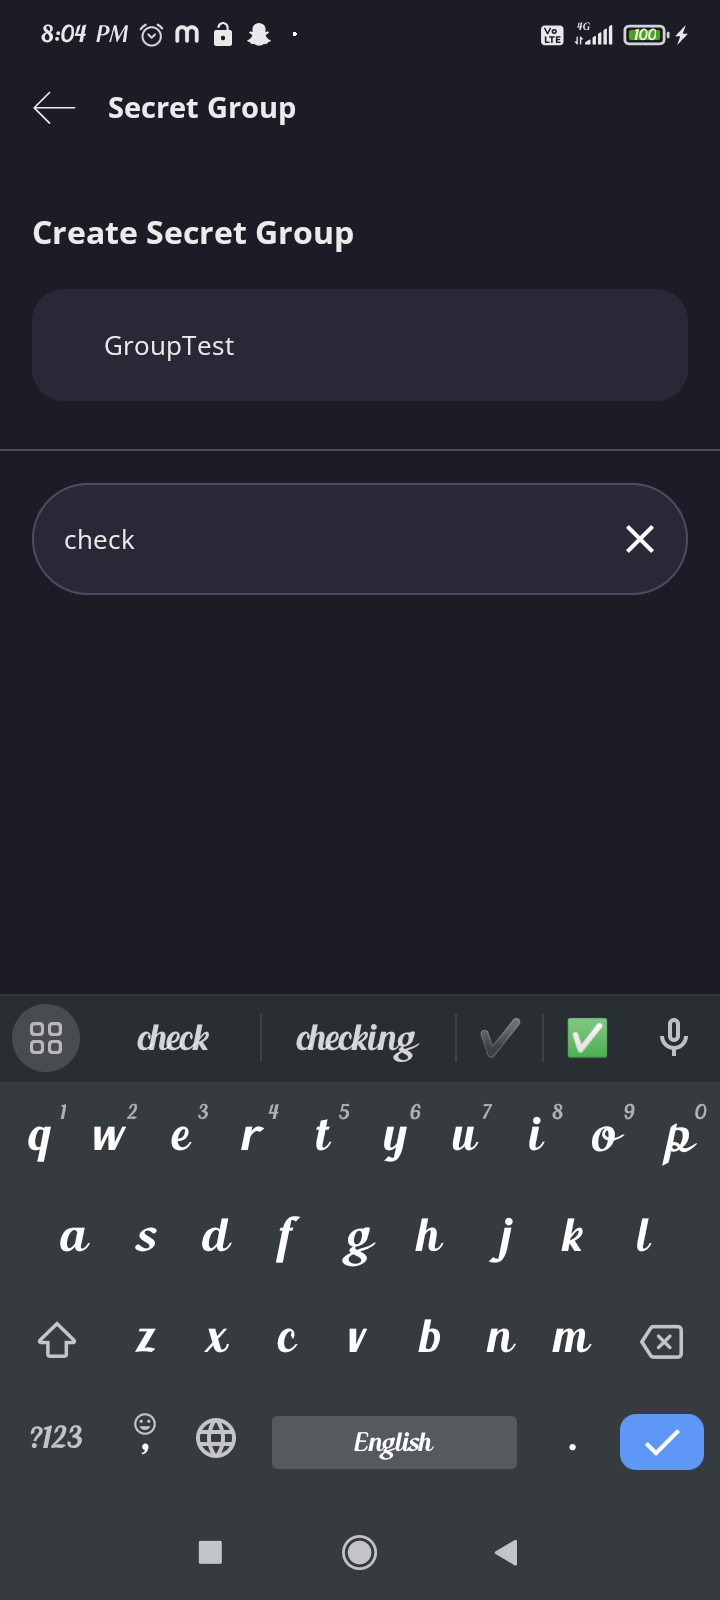 8:04 PM
Vo LTE 4G 100
Secret Group
Create Secret Group
GroupTest
check
check checking
1 2 3 4 5 6 7 8 9 0
q w e r t y u i o p
a s d f g h j k l
z x c v b n m
?123 , English .